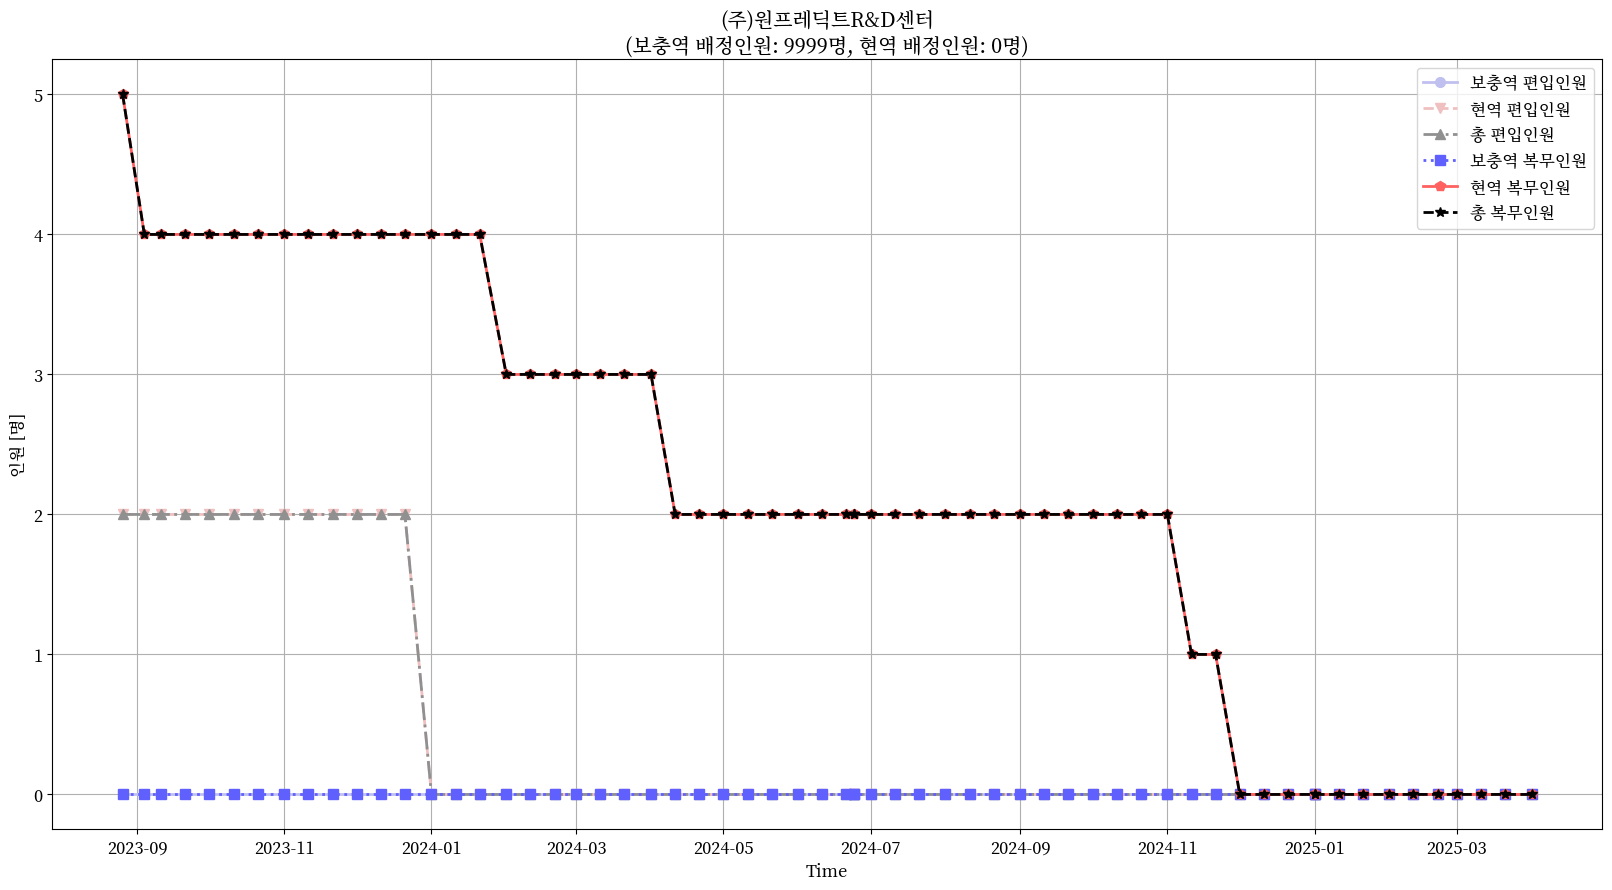 (주)원프레딕트R&D센터
(보충역 배정인원: 9999명, 현역 배정인원: 0명)
보충역 편입인원
현역 편입인원
총 편입인원
보충역 복무인원
현역 복무인원
총 복무인원
5
4
3
2
1
0
인원 [명]
2023-09 2023-11 2024-01 2024-03 2024-05 2024-07 2024-09 2024-11 2025-01 2025-03
Time